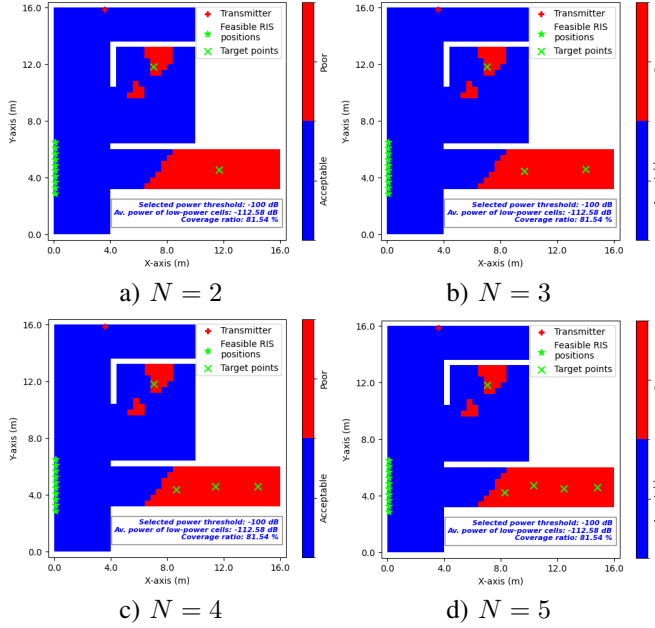 16.0
12.0
8.0
4.0
0.0
Y-axis (m)
Transmitter
Feasible RIS
positions
Target points
Selected power threshold: -100 dB
Av. power of low-power cells: -112.58 dB
Coverage ratio: 81.54 %
0.0 4.0 8.0 12.0 16.0
X-axis (m)
Poor
Acceptable
a) N = 2
16.0
12.0
8.0
4.0
0.0
Y-axis (m)
Transmitter
Feasible RIS
positions
Target points
Selected power threshold: -100 dB
Av. power of low-power cells: -112.58 dB
Coverage ratio: 81.54 %
0.0 4.0 8.0 12.0 16.0
X-axis (m)
b) N = 3
16.0
12.0
8.0
4.0
0.0
Y-axis (m)
Transmitter
Feasible RIS
positions
Target points
Selected power threshold: -100 dB
Av. power of low-power cells: -112.58 dB
Coverage ratio: 81.54 %
0.0 4.0 8.0 12.0 16.0
X-axis (m)
Poor
Acceptable
c) N = 4
16.0
12.0
8.0
4.0
0.0
Y-axis (m)
Transmitter
Feasible RIS
positions
Target points
Selected power threshold: -100 dB
Av. power of low-power cells: -112.58 dB
Coverage ratio: 81.54 %
0.0 4.0 8.0 12.0 16.0
X-axis (m)
d) N = 5